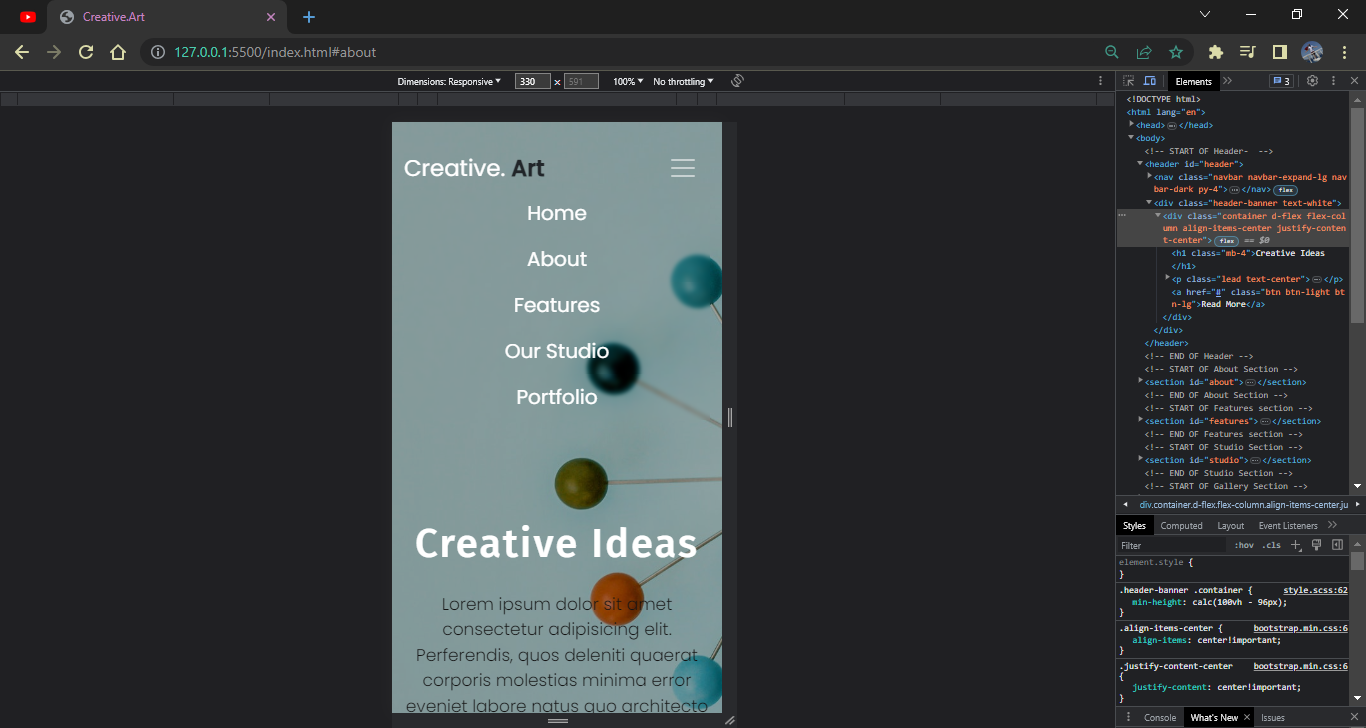 Creative.Art
127.0.0.1:5500/index.html#about
Dimensions: Responsive 330 x 591 100% No throttling
Elements 3
Creative. Art
Home
About
Features
Our Studio
Portfolio
Creative Ideas
Lorem ipsum dolor sit amet
consectetur adipisicing elit.
Perferendis, quos deleniti quaerat
corporis molestias minima error
eveniet labore natus quo architecto
<!DOCTYPE html>
<html lang="en">
<head>…</head>
<body>
<!-- START OF Header- -->
<header id="header">
<nav class="navbar navbar-expand-lg nav
bar-dark py-4">…</nav> flex
<div class="header-banner text-white">
<div class="container d-flex flex-col
umn align-items-center justify-conten
t-center"> flex == $0
<h1 class="mb-4">Creative Ideas
</h1>
<p class="lead text-center">…</p>
<a href="#" class="btn btn-light bt
n-lg">Read More</a>
</div>
</div>
</header>
<!-- END OF Header -->
<!-- START OF About Section -->
<section id="about">…</section>
<!-- END OF About Section -->
<!-- START OF Features section -->
<section id="features">…</section>
<!-- END OF Features section -->
<!-- START OF Studio Section -->
<section id="studio">…</section>
<!-- END OF Studio Section -->
<!-- START OF Gallery Section -->
div.container.d-flex.flex-column.align-items-center.ju
Styles Computed Layout Event Listeners
Filter :hov .cls
element.style {
}
.header-banner .container { style.scss:62
min-height: calc(100vh - 96px);
}
.align-items-center { bootstrap.min.css:6
align-items: center!important;
}
.justify-content-center bootstrap.min.css:6
{
justify-content: center!important;
}
Console What's New Issues